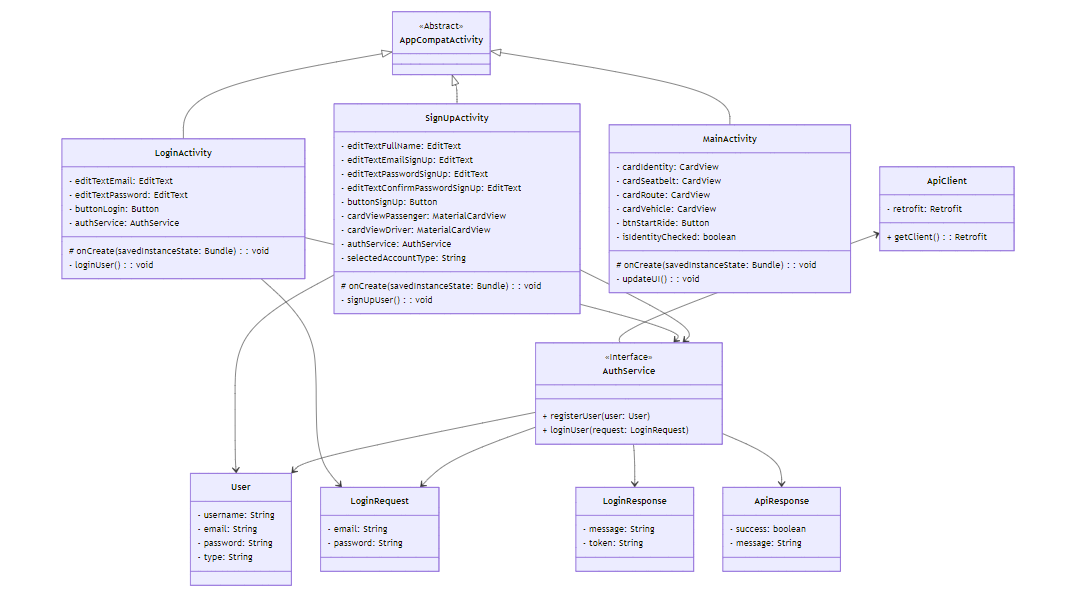 «Abstract»
AppCompatActivity
SignUpActivity
- editTextFullName: EditText
- editTextEmailSignUp: EditText
- editTextPasswordSignUp: EditText
- editTextConfirmPasswordSignUp: EditText
- buttonSignUp: Button
- cardViewPassenger: MaterialCardView
- cardViewDriver: MaterialCardView
- authService: AuthService
- selectedAccountType: String
# onCreate(savedInstanceState: Bundle) : : void
- signUpUser() : : void
LoginActivity
- editTextEmail: EditText
- editTextPassword: EditText
- buttonLogin: Button
- authService: AuthService
# onCreate(savedInstanceState: Bundle) : : void
- loginUser() : : void
MainActivity
- cardIdentity: CardView
- cardSeatbelt: CardView
- cardRoute: CardView
- cardVehicle: CardView
- btnStartRide: Button
- isIdentityChecked: boolean
# onCreate(savedInstanceState: Bundle) : : void
- updateUI() : : void
ApiClient
- retrofit: Retrofit
+ getClient() : : Retrofit
«Interface»
AuthService
+ registerUser(user: User)
+ loginUser(request: LoginRequest)
User
- username: String
- email: String
- password: String
- type: String
LoginRequest
- email: String
- password: String
LoginResponse
- message: String
- token: String
ApiResponse
- success: boolean
- message: String